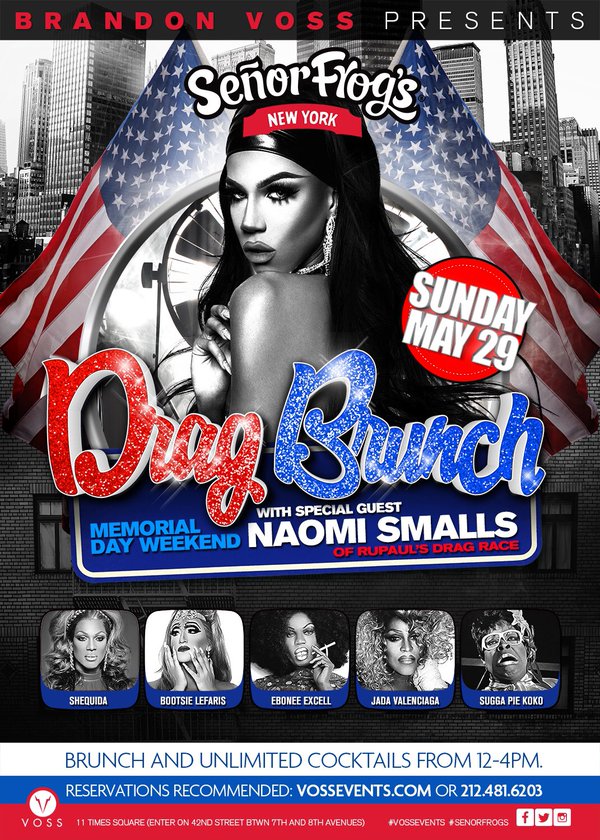 BRANDON VOSS PRESENTS
Señor Frog's
NEW YORK
SUNDAY
MAY 29
Drag Brunch
MEMORIAL
DAY WEEKEND
WITH SPECIAL GUEST
NAOMI SMALLS
OF RUPAUL'S DRAG RACE
SHEQUIDA
BOOTSIE LEFARIS
EBONEE EXCELL
JADA VALENCIAGA
SUGGA PIE KOKO
BRUNCH AND UNLIMITED COCKTAILS FROM 12-4PM.
RESERVATIONS RECOMMENDED: VOSSEVENTS.COM OR 212.481.6203
VOSS
11 TIMES SQUARE (ENTER ON 42ND STREET BTWN 7TH AND 8TH AVENUES)
#VOSSEVENTS #SENORFROGS